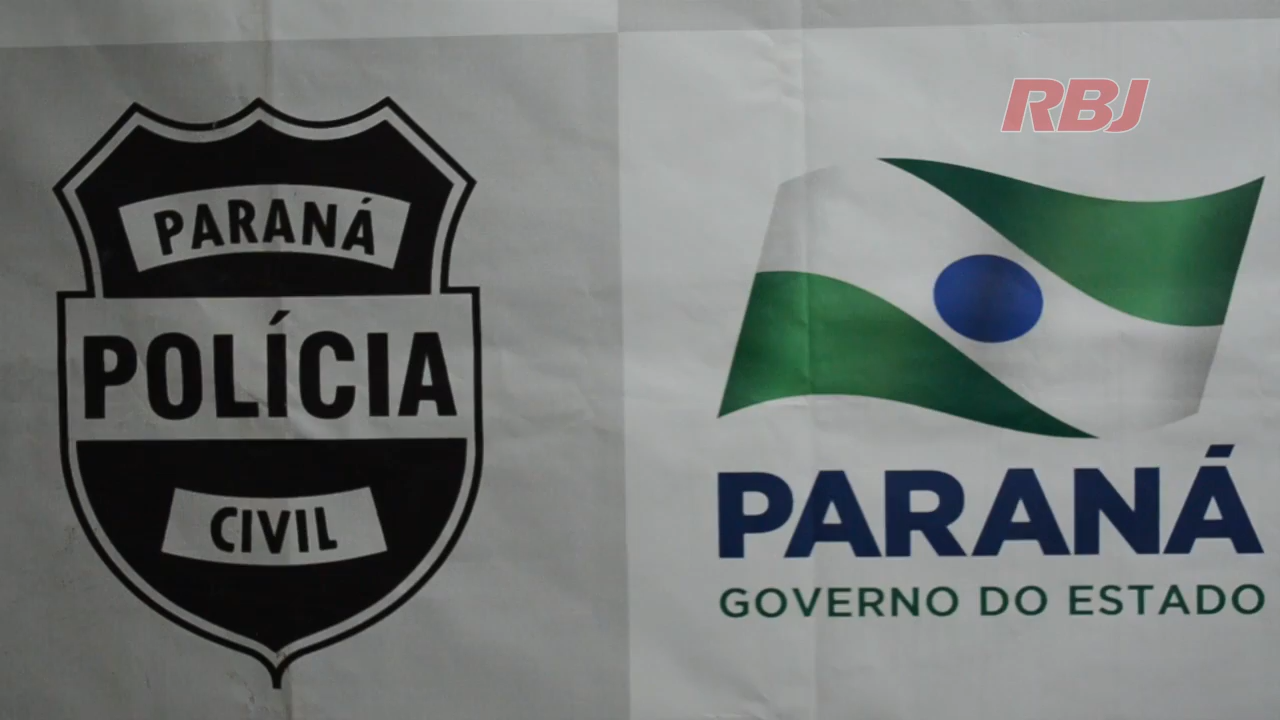 PARANÁ
POLÍCIA
CIVIL
RBJ
PARANÁ
GOVERNO DO ESTADO